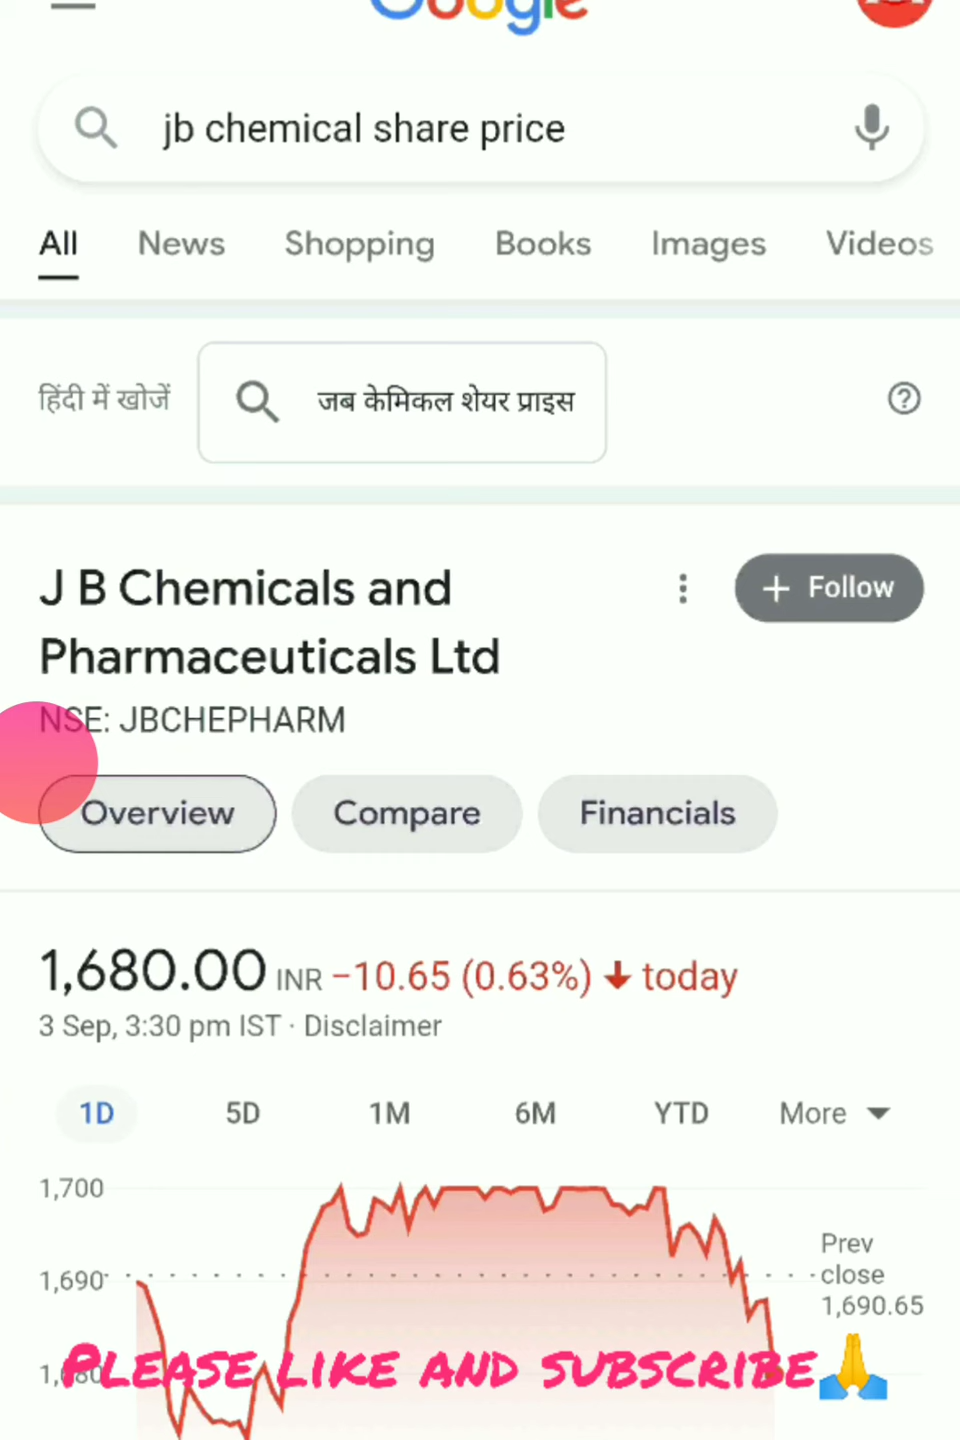 Google
jb chemical share price
All News Shopping Books Images Videos
हिंदी में खोजें
जब केमिकल शेयर प्राइस
J B Chemicals and
Pharmaceuticals Ltd
+ Follow
NSE: JBCHEPHARM
Overview Compare Financials
1,680.00 INR −10.65 (0.63%) ↓ today
3 Sep, 3:30 pm IST · Disclaimer
1D 5D 1M 6M YTD More
1,700
Prev
1,690 close
1,690.65
1,680
PLEASE LIKE AND SUBSCRIBE🙏